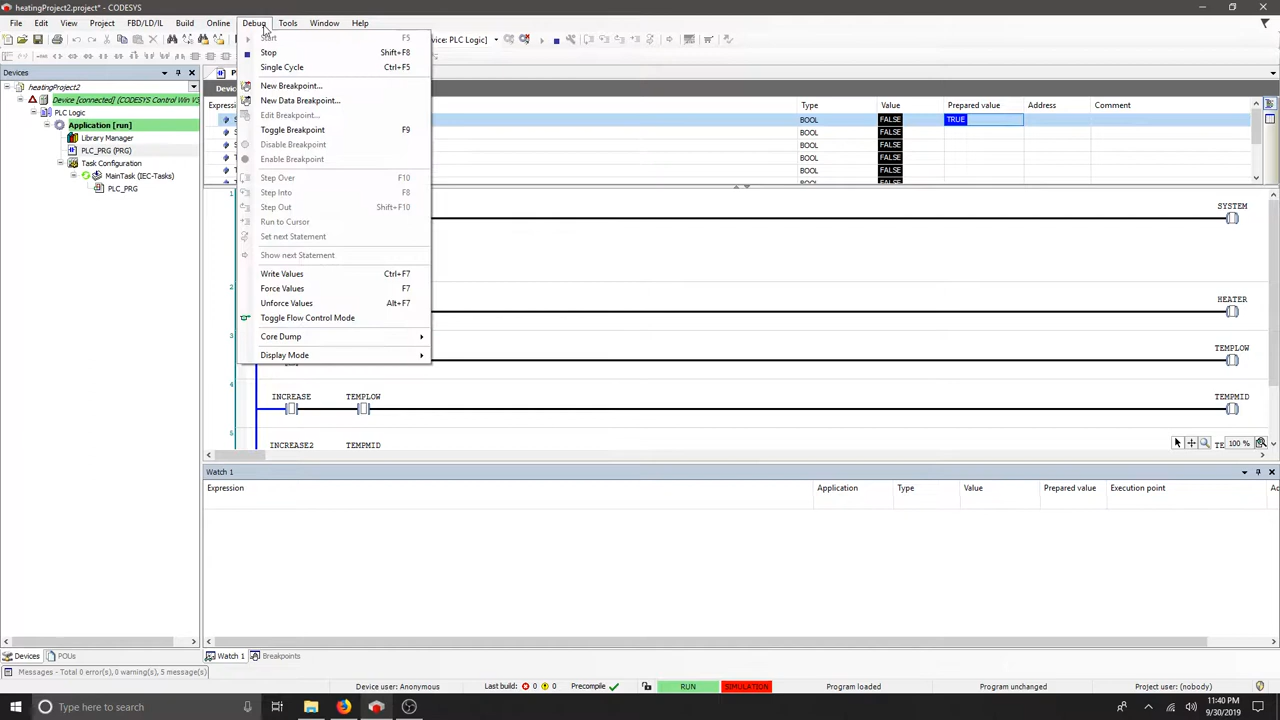 heatingProject2.project* - CODESYS
File Edit View Project FBD/LD/IL Build Online Debug Tools Window Help
Start F5
Stop Shift+F8
Single Cycle Ctrl+F5
New Breakpoint...
New Data Breakpoint...
Edit Breakpoint...
Toggle Breakpoint F9
Disable Breakpoint
Enable Breakpoint
Step Over F10
Step Into F8
Step Out Shift+F10
Run to Cursor
Set next Statement
Show next Statement
Write Values Ctrl+F7
Force Values F7
Unforce Values Alt+F7
Toggle Flow Control Mode
Core Dump
Display Mode
PLC Logic]
Devices
heatingProject2
Device [connected] (CODESYS Control Win V3
PLC Logic
Application [run]
Library Manager
PLC_PRG (PRG)
Task Configuration
MainTask (IEC-Tasks)
PLC_PRG
Type Value Prepared value Address Comment
BOOL FALSE TRUE
BOOL FALSE
BOOL FALSE
BOOL FALSE
BOOL FALSE
BOOL FALSE
1 SYSTEM
2 HEATER
3 TEMPLOW
4
INCREASE TEMPLOW TEMPMID
5
INCREASE2 TEMPMID
100 %
Watch 1
Expression Application Type Value Prepared value Execution point
Devices POUs
Watch 1 Breakpoints
Messages - Total 0 error(s), 0 warning(s), 5 message(s)
Device user: Anonymous Last build: 0 0 Precompile RUN SIMULATION Program loaded Program unchanged Project user: (nobody)
Type here to search
11:40 PM
9/30/2019